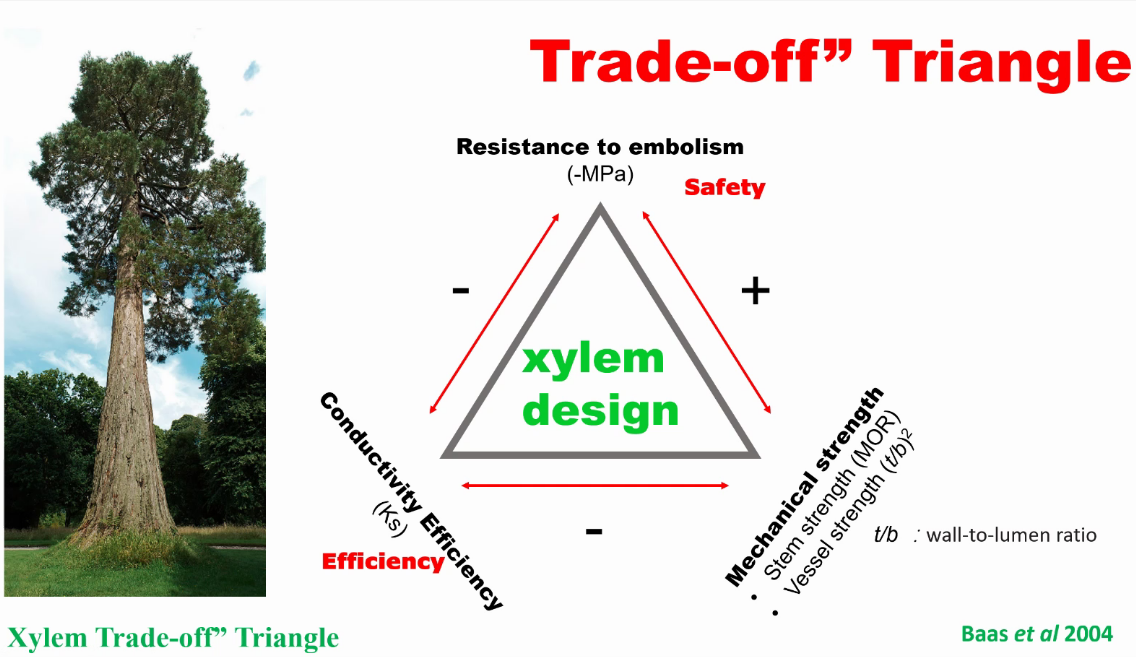 Trade-off” Triangle
Resistance to embolism
(-MPa)
Safety
-
+
xylem
design
Conductivity Efficiency
(Ks)
Efficiency
-
Mechanical strength
• Stem strength (MOR)
• Vessel strength (t/b)²
t/b : wall-to-lumen ratio
Xylem Trade-off” Triangle
Baas et al 2004